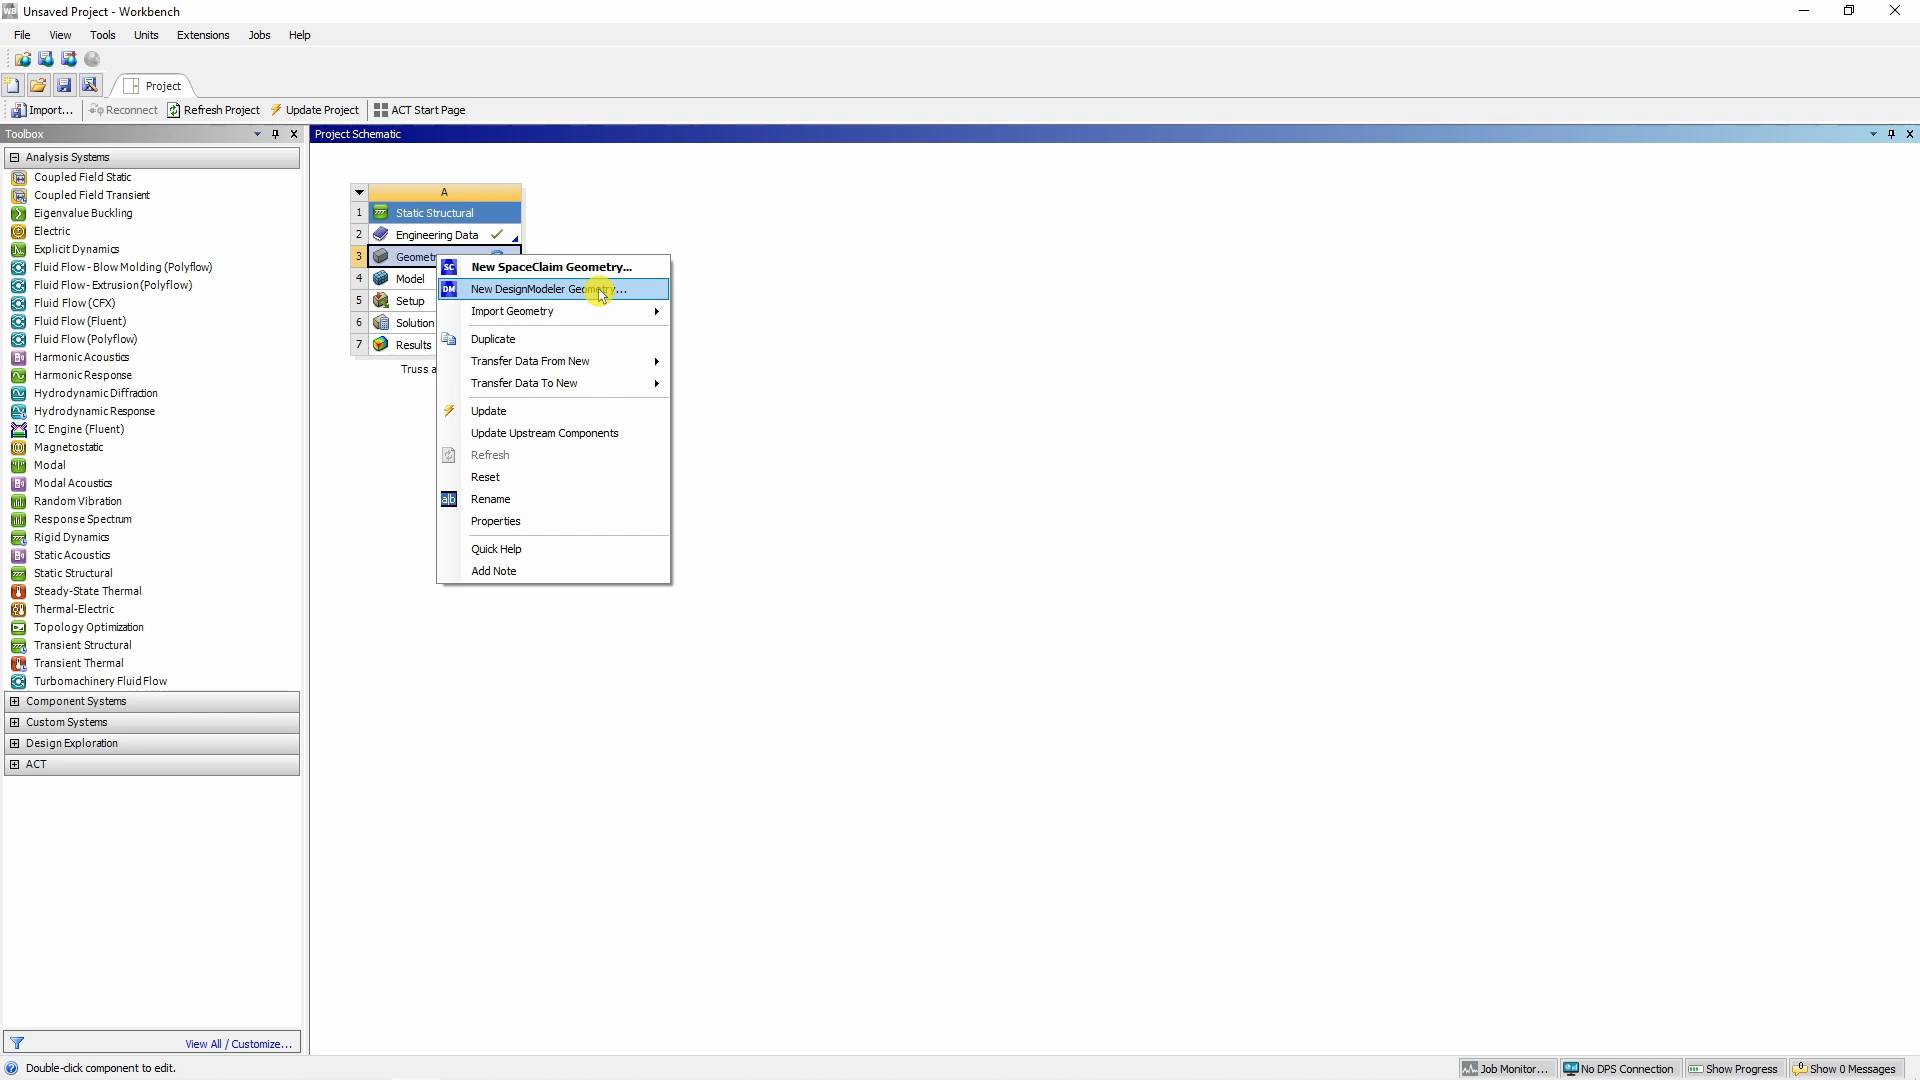 Unsaved Project - Workbench
File View Tools Units Extensions Jobs Help
Project
Import... Reconnect Refresh Project Update Project ACT Start Page
Toolbox
Project Schematic
Analysis Systems
Coupled Field Static
Coupled Field Transient
Eigenvalue Buckling
Electric
Explicit Dynamics
Fluid Flow - Blow Molding (Polyflow)
Fluid Flow - Extrusion (Polyflow)
Fluid Flow (CFX)
Fluid Flow (Fluent)
Fluid Flow (Polyflow)
Harmonic Acoustics
Harmonic Response
Hydrodynamic Diffraction
Hydrodynamic Response
IC Engine (Fluent)
Magnetostatic
Modal
Modal Acoustics
Random Vibration
Response Spectrum
Rigid Dynamics
Static Acoustics
Static Structural
Steady-State Thermal
Thermal-Electric
Topology Optimization
Transient Structural
Transient Thermal
Turbomachinery Fluid Flow
Component Systems
Custom Systems
Design Exploration
ACT
View All / Customize...
A
1 Static Structural
2 Engineering Data
3 Geometr
4 Model
5 Setup
6 Solution
7 Results
Truss a
SC New SpaceClaim Geometry...
DM New DesignModeler Geometry...
Import Geometry
Duplicate
Transfer Data From New
Transfer Data To New
Update
Update Upstream Components
Refresh
Reset
a|b Rename
Properties
Quick Help
Add Note
Double-click component to edit.
Job Monitor... No DPS Connection Show Progress Show 0 Messages